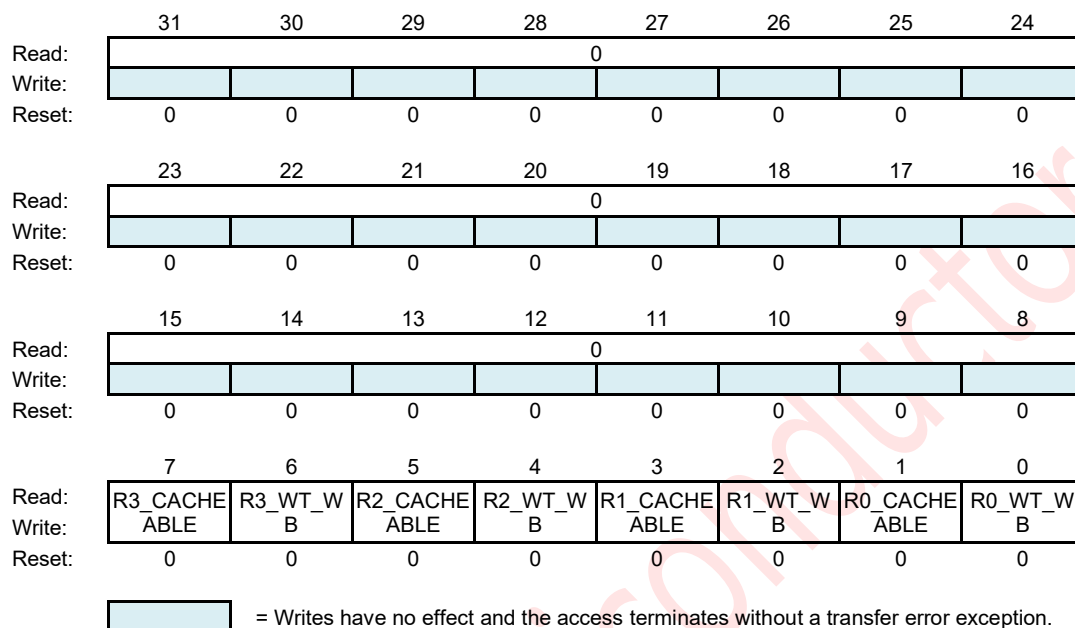 31 30 29 28 27 26 25 24
Read: 0
Write:
Reset: 0 0 0 0 0 0 0 0
23 22 21 20 19 18 17 16
Read: 0
Write:
Reset: 0 0 0 0 0 0 0 0
15 14 13 12 11 10 9 8
Read: 0
Write:
Reset: 0 0 0 0 0 0 0 0
7 6 5 4 3 2 1 0
Read: R3_CACHE R3_WT_W R2_CACHE R2_WT_W R1_CACHE R1_WT_W R0_CACHE R0_WT_W
Write: ABLE B ABLE B ABLE B ABLE B
Reset: 0 0 0 0 0 0 0 0
= Writes have no effect and the access terminates without a transfer error exception.